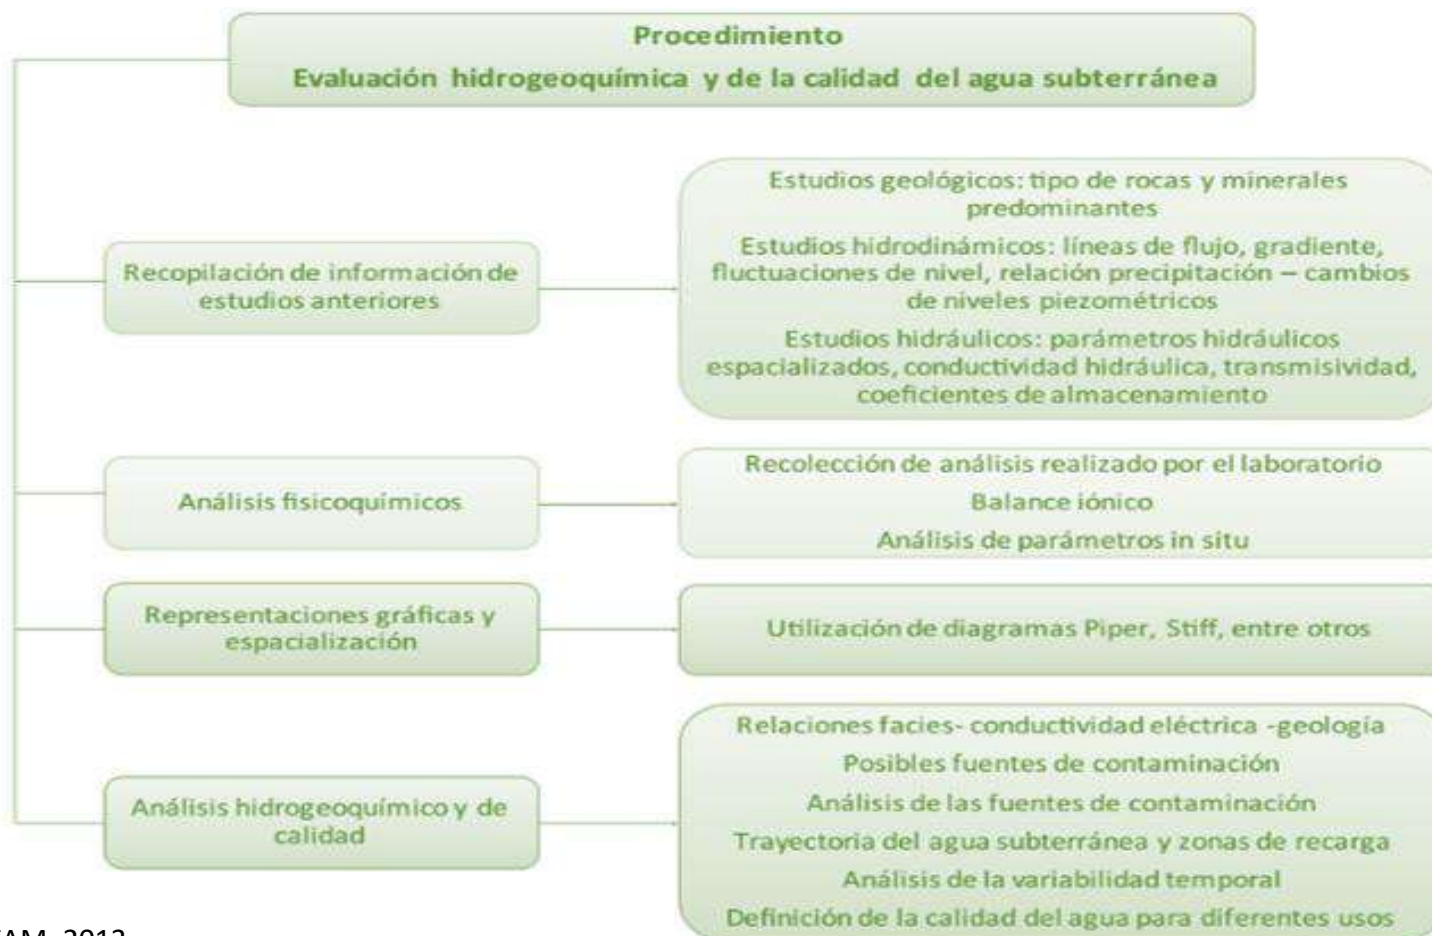 Procedimiento
Evaluación hidrogeoquímica y de la calidad del agua subterránea
Recopilación de información de
estudios anteriores
Estudios geológicos: tipo de rocas y minerales
predominantes
Estudios hidrodinámicos: líneas de flujo, gradiente,
fluctuaciones de nivel, relación precipitación – cambios
de niveles piezométricos
Estudios hidráulicos: parámetros hidráulicos
espacializados, conductividad hidráulica, transmisividad,
coeficientes de almacenamiento
Análisis fisicoquímicos
Recolección de análisis realizado por el laboratorio
Balance iónico
Análisis de parámetros in situ
Representaciones gráficas y
espacialización
Utilización de diagramas Piper, Stiff, entre otros
Análisis hidrogeoquímico y de
calidad
Relaciones facies- conductividad eléctrica -geología
Posibles fuentes de contaminación
Análisis de las fuentes de contaminación
Trayectoria del agua subterránea y zonas de recarga
Análisis de la variabilidad temporal
Definición de la calidad del agua para diferentes usos